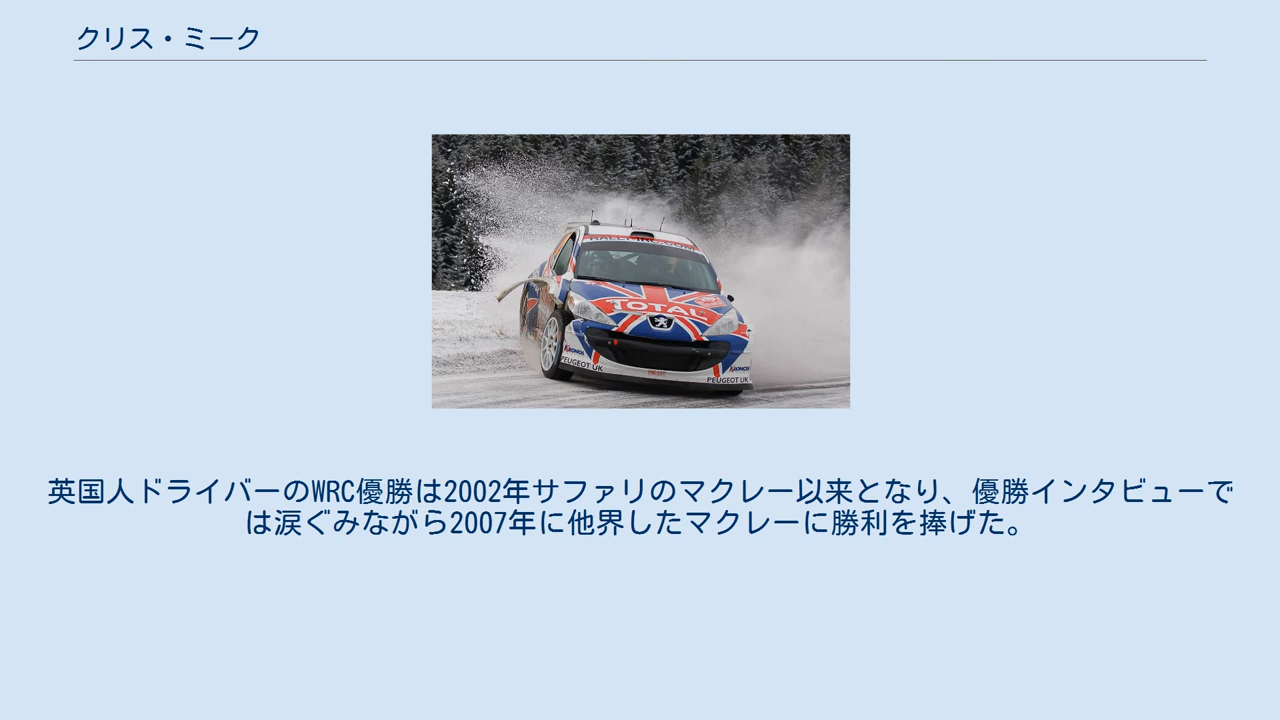 クリス・ミーク
TOTAL
KRONOS
KRONOS
PEUGEOT UK
PEUGEOT UK
英国人ドライバーのWRC優勝は2002年サファリのマクレー以来となり、優勝インタビューで
は涙ぐみながら2007年に他界したマクレーに勝利を捧げた。